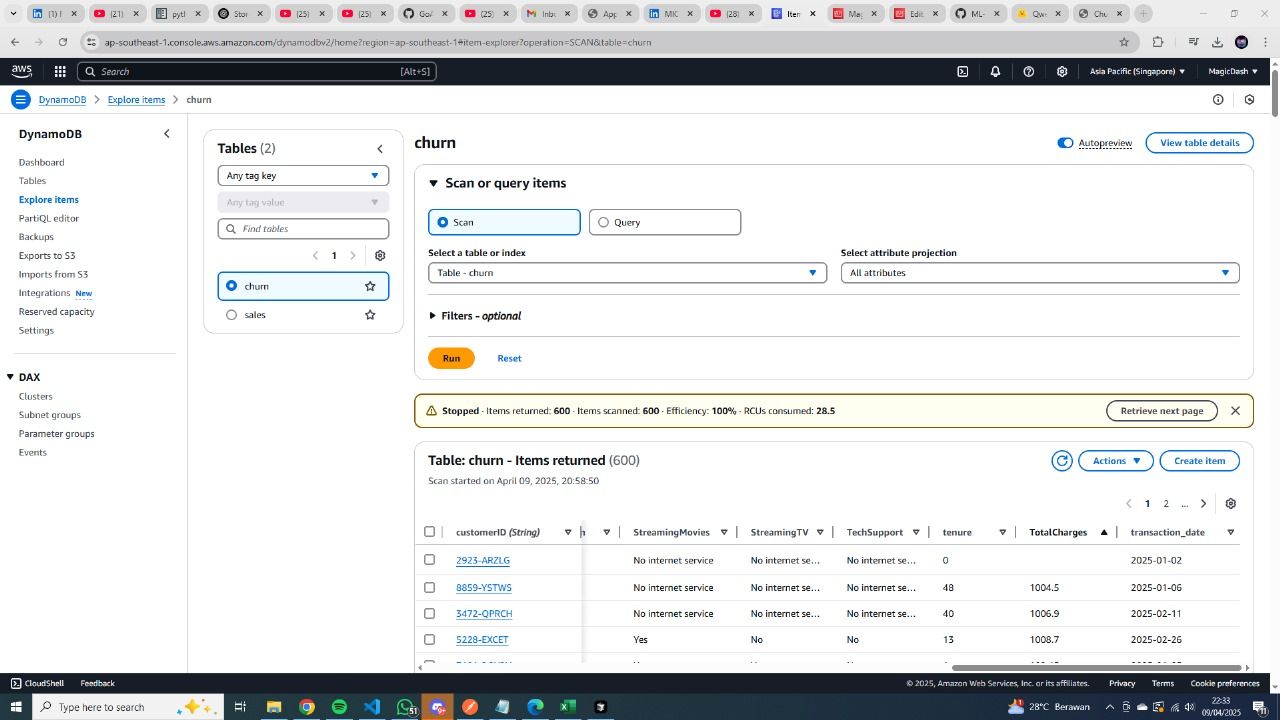 (1) F
(21)
pyth
Stor
(25)
(25)
GoA
(25)
Inbo
App
MIC
(28)
Iten
Mag
Edit
ML-
Qwe
Chu
ap-southeast-1.console.aws.amazon.com/dynamodbv2/home?region=ap-southeast-1#item-explorer?operation=SCAN&table=churn
aws
Search [Alt+S]
Asia Pacific (Singapore)
MagicDash
DynamoDB
Explore items
churn
DynamoDB
Dashboard
Tables
Explore items
PartiQL editor
Backups
Exports to S3
Imports from S3
Integrations New
Reserved capacity
Settings
DAX
Clusters
Subnet groups
Parameter groups
Events
Tables (2)
Any tag key
Any tag value
Find tables
1
churn
sales
churn
Autopreview
View table details
Scan or query items
Scan
Query
Select a table or index
Table - churn
Select attribute projection
All attributes
Filters - optional
Run
Reset
Stopped · Items returned: 600 · Items scanned: 600 · Efficiency: 100% · RCUs consumed: 28.5
Retrieve next page
Table: churn - Items returned (600)
Scan started on April 09, 2025, 20:58:50
Actions
Create item
1 2 ...
customerID (String) StreamingMovies StreamingTV TechSupport tenure TotalCharges transaction_date
2923-ARZLG No internet service No internet se... No internet se... 0 2025-01-02
8859-YSTWS No internet service No internet se... No internet se... 48 1004.5 2025-01-06
3472-QPRCH No internet service No internet se... No internet se... 40 1006.9 2025-02-11
5228-EXCET Yes No No 13 1008.7 2025-02-26
CloudShell
Feedback
© 2025, Amazon Web Services, Inc. or its affiliates.
Privacy
Terms
Cookie preferences
Type here to search
51
28°C Berawan
22:33
09/04/2025